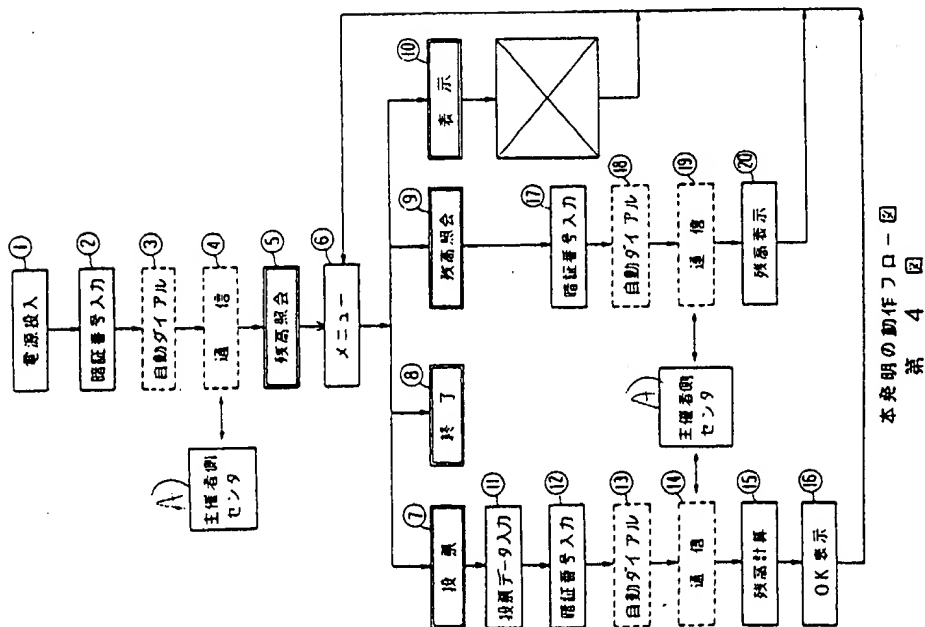 ① 電源投入
② 暗証番号入力
③ 自動ダイアル
④ 通信
A
主催者側
センタ
⑤ 残高照会
⑥ メニュー
⑦ 投票
⑧ 終了
⑨ 残高照会
⑩ 表示
⑪ 投票データ入力
⑫ 暗証番号入力
⑬ 自動ダイアル
⑭ 通信
⑮ 残高計算
⑯ OK表示
A
主催者側
センタ
⑰ 暗証番号入力
⑱ 自動ダイアル
⑲ 通信
⑳ 残高表示
本発明の動作フロー図
第4図